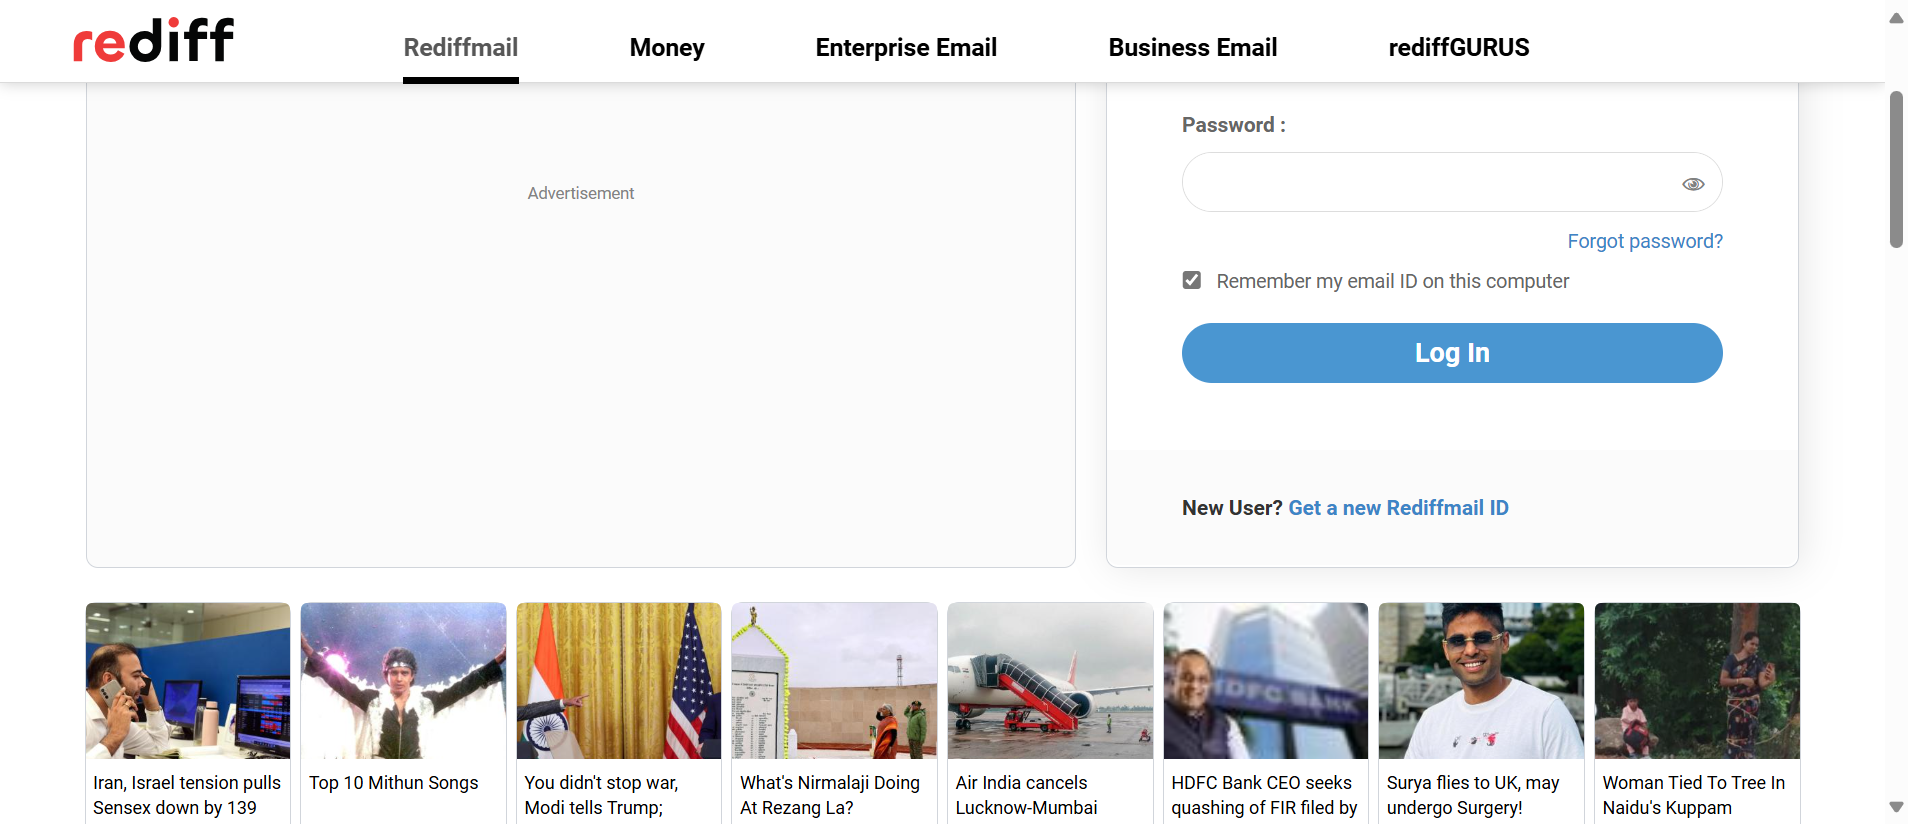 rediff
Rediffmail
Money
Enterprise Email
Business Email
rediffGURUS
Advertisement
Password :
Forgot password?
Remember my email ID on this computer
Log In
New User? Get a new Rediffmail ID
HDFC BANK
Iran, Israel tension pulls
Sensex down by 139
Top 10 Mithun Songs
You didn't stop war,
Modi tells Trump;
What's Nirmalaji Doing
At Rezang La?
Air India cancels
Lucknow-Mumbai
HDFC Bank CEO seeks
quashing of FIR filed by
Surya flies to UK, may
undergo Surgery!
Woman Tied To Tree In
Naidu's Kuppam